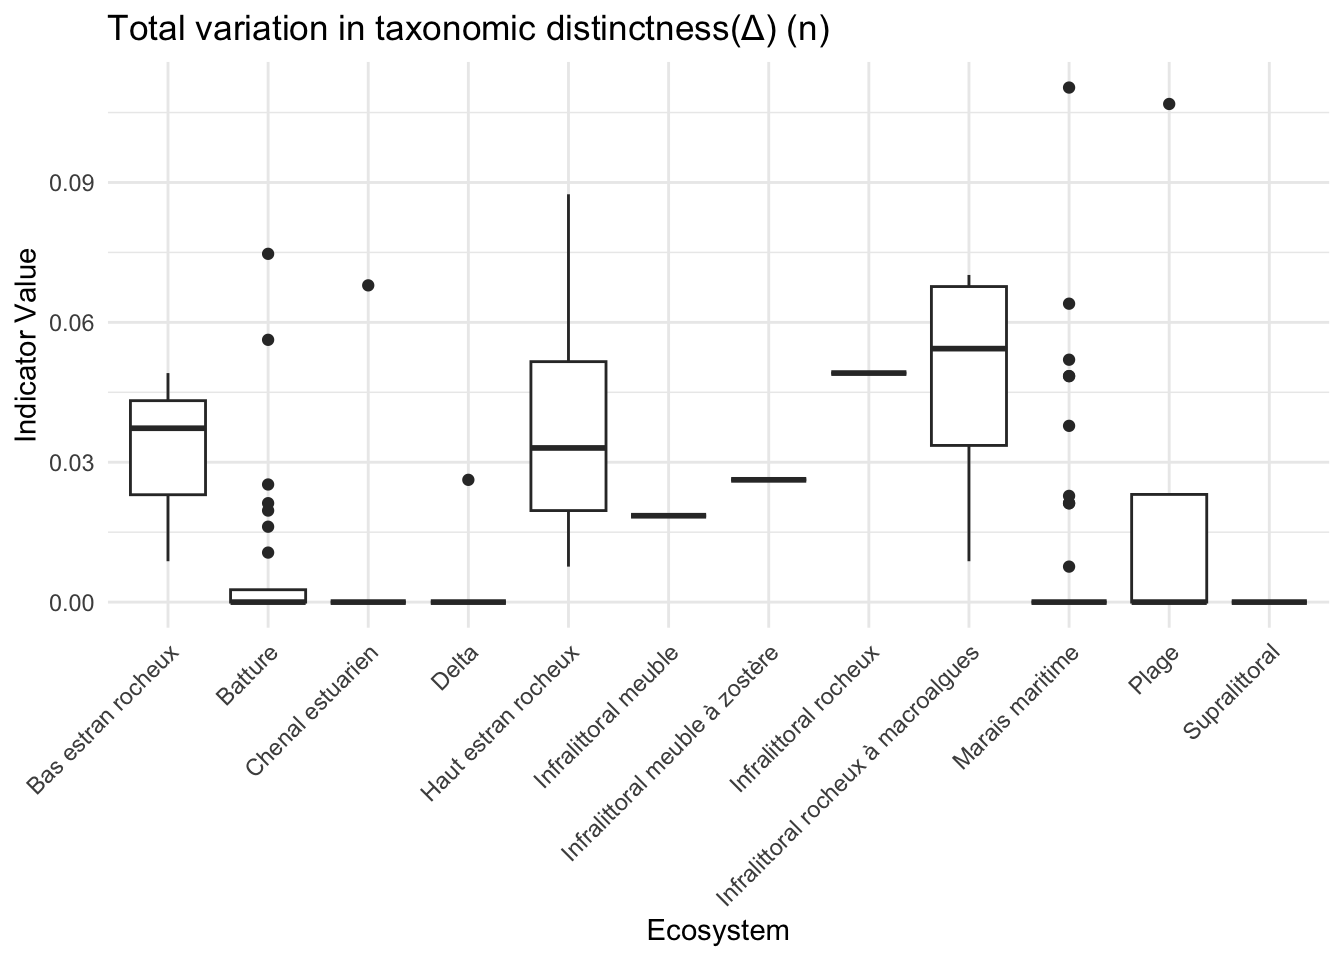 Total variation in taxonomic distinctness(Δ) (n)
Indicator Value
0.09
0.06
0.03
0.00
Bas estran rocheux
Batture
Chenal estuarien
Delta
Haut estran rocheux
Infralittoral meuble
Infralittoral meuble à zostère
Infralittoral rocheux
Infralittoral rocheux à macroalgues
Marais maritime
Plage
Supralittoral
Ecosystem